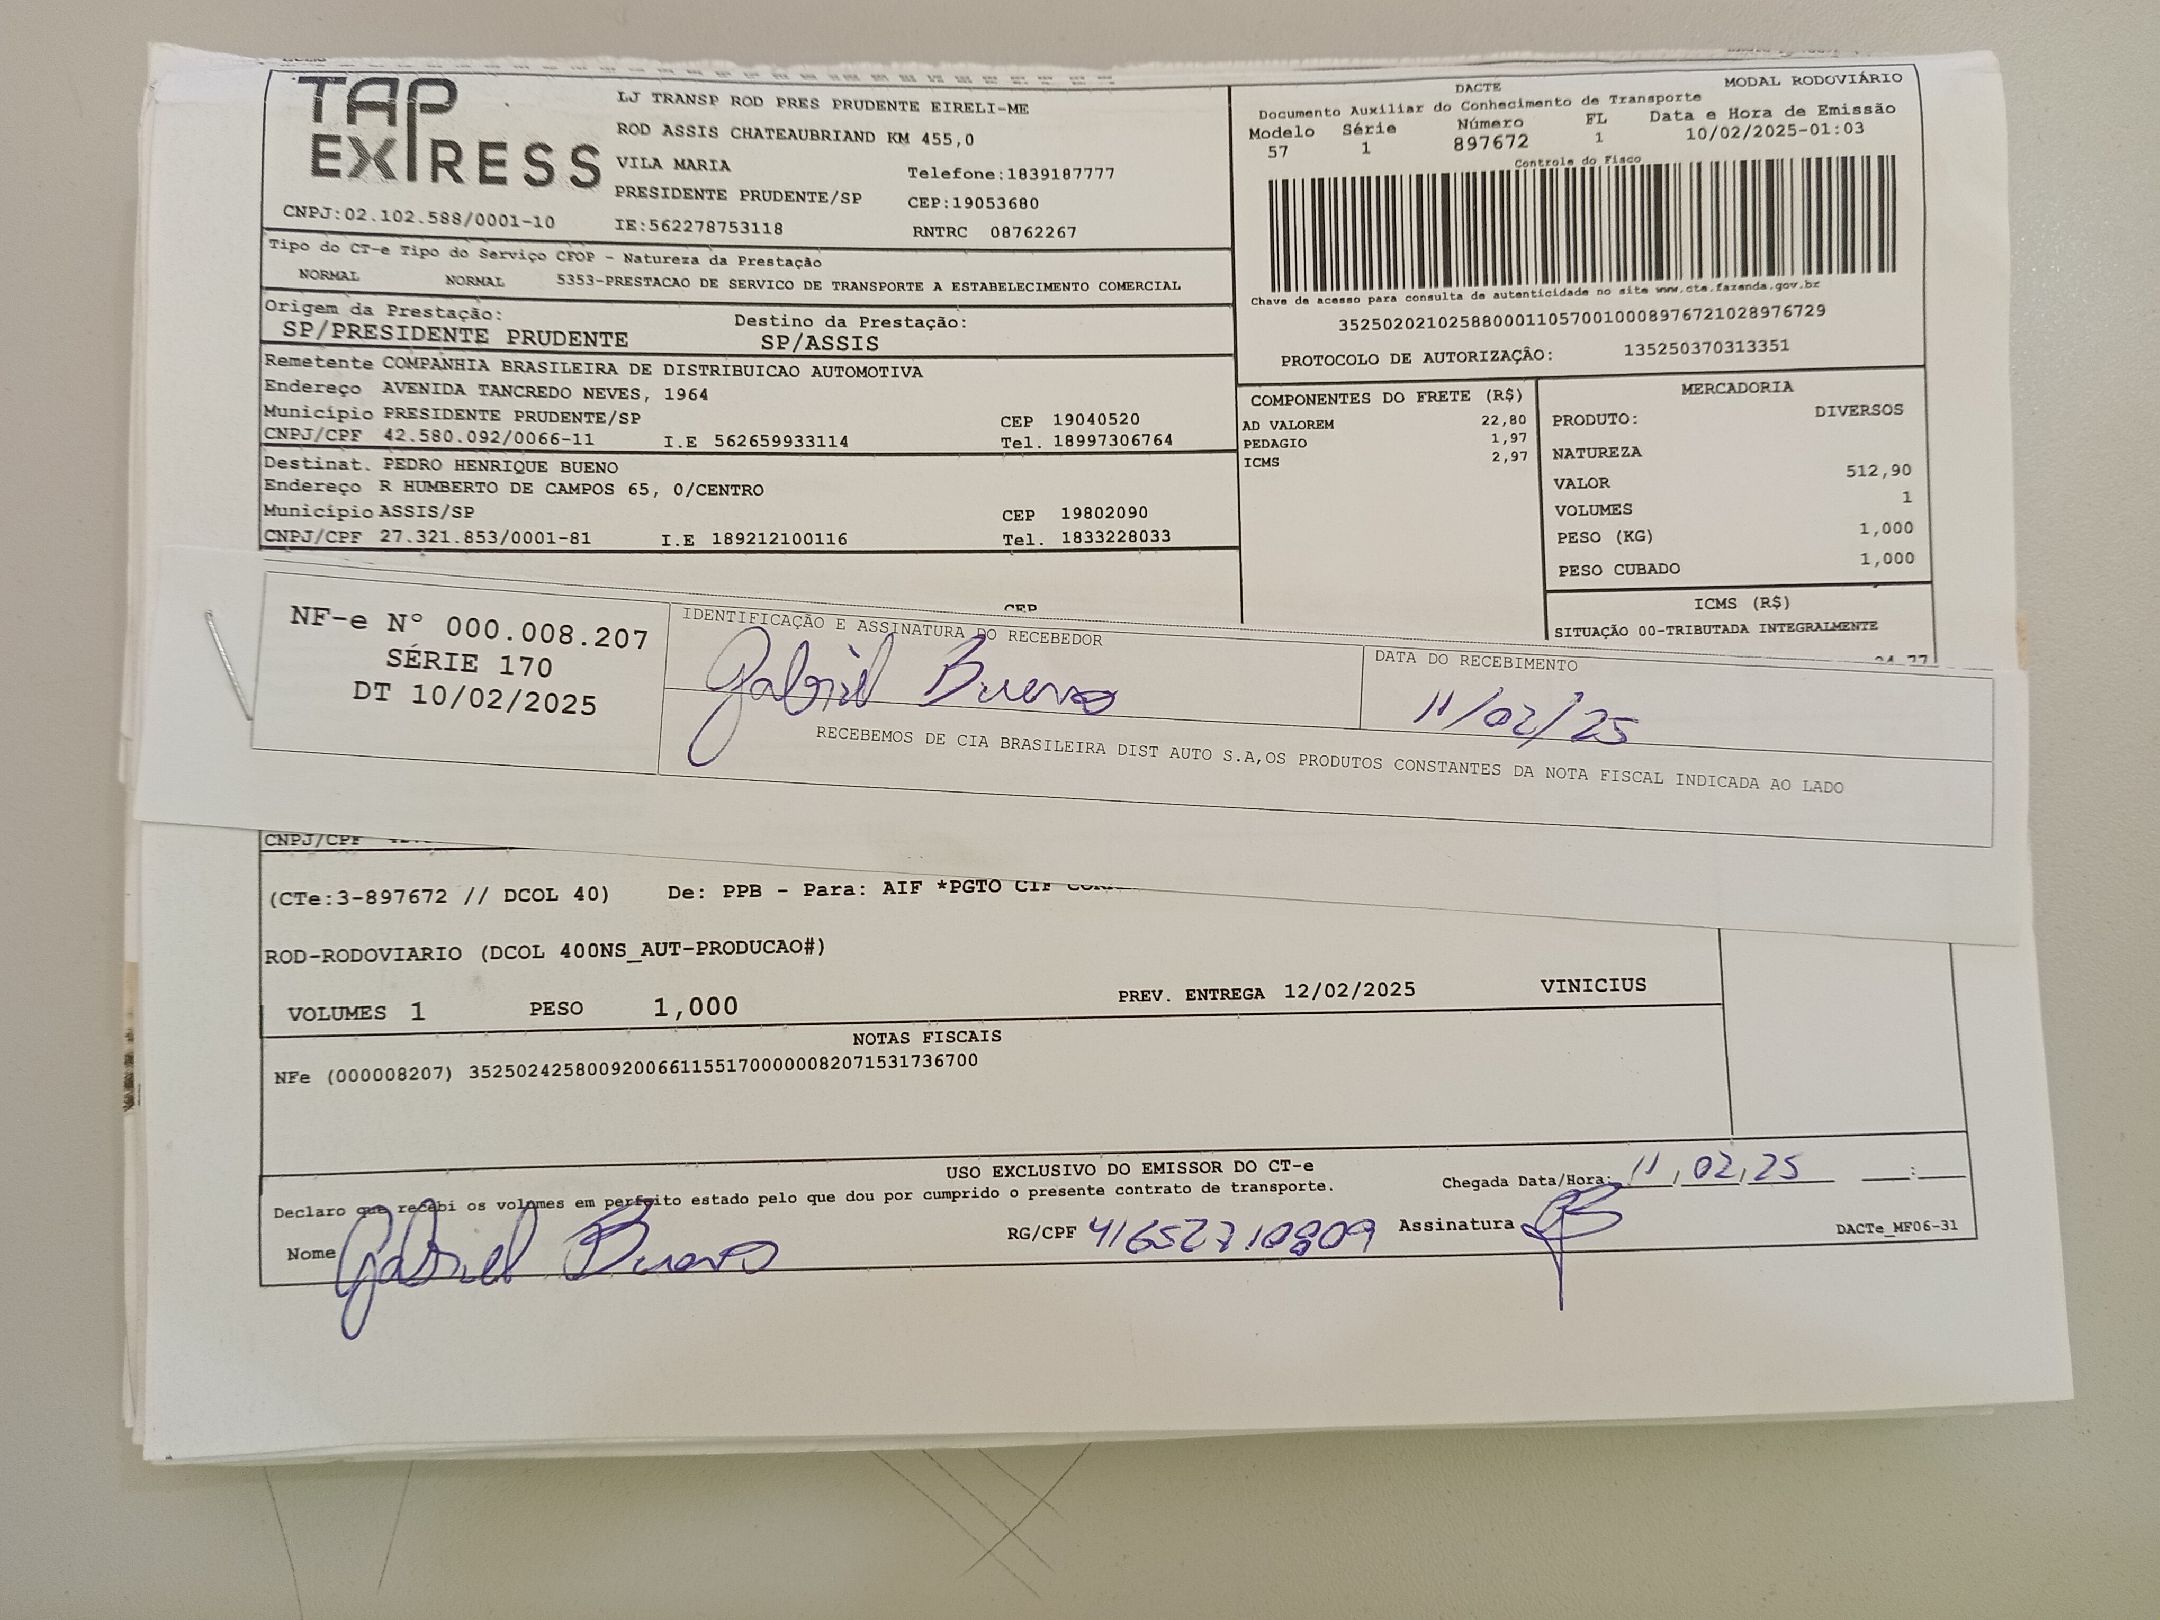 TAP EXPRESS
LJ TRANSP ROD PRES PRUDENTE EIRELI-ME
ROD ASSIS CHATEAUBRIAND KM 455,0
VILA MARIA Telefone:1839187777
PRESIDENTE PRUDENTE/SP CEP:19053680
CNPJ:02.102.588/0001-10 IE:562278753118 RNTRC 08762267
DACTE MODAL RODOVIÁRIO
Documento Auxiliar do Conhecimento de Transporte
Modelo Série Número FL Data e Hora de Emissão
57 1 897672 1 10/02/2025-01:03
Controle do Fisco
Chave de acesso para consulta de autenticidade no site www.cte.fazenda.gov.br
35250202102588000110570010008976721028976729
PROTOCOLO DE AUTORIZAÇÃO: 135250370313351
Tipo do CT-e Tipo do Serviço CFOP - Natureza da Prestação
NORMAL NORMAL 5353-PRESTACAO DE SERVICO DE TRANSPORTE A ESTABELECIMENTO COMERCIAL
Origem da Prestação: Destino da Prestação:
SP/PRESIDENTE PRUDENTE SP/ASSIS
Remetente COMPANHIA BRASILEIRA DE DISTRIBUICAO AUTOMOTIVA
Endereço AVENIDA TANCREDO NEVES, 1964
Município PRESIDENTE PRUDENTE/SP CEP 19040520
CNPJ/CPF 42.580.092/0066-11 I.E 562659933114 Tel. 18997306764
Destinat. PEDRO HENRIQUE BUENO
Endereço R HUMBERTO DE CAMPOS 65, 0/CENTRO
Município ASSIS/SP CEP 19802090
CNPJ/CPF 27.321.853/0001-81 I.E 189212100116 Tel. 1833228033
CEP
COMPONENTES DO FRETE (R$)
AD VALOREM 22,80
PEDAGIO 1,97
ICMS 2,97
MERCADORIA
PRODUTO: DIVERSOS
NATUREZA
VALOR 512,90
VOLUMES 1
PESO (KG) 1,000
PESO CUBADO 1,000
ICMS (R$)
SITUAÇÃO 00-TRIBUTADA INTEGRALMENTE
NF-e Nº 000.008.207
SÉRIE 170
DT 10/02/2025
IDENTIFICAÇÃO E ASSINATURA DO RECEBEDOR
Gabriel Bueno
DATA DO RECEBIMENTO
11/02/25
RECEBEMOS DE CIA BRASILEIRA DIST AUTO S.A,OS PRODUTOS CONSTANTES DA NOTA FISCAL INDICADA AO LADO
CNPJ/CPF
(CTe:3-897672 // DCOL 40) De: PPB - Para: AIF *PGTO CIF
ROD-RODOVIARIO (DCOL 400NS_AUT-PRODUCAO#)
VOLUMES 1 PESO 1,000 PREV. ENTREGA 12/02/2025 VINICIUS
NOTAS FISCAIS
NFe (000008207) 35250242580092006611551700000082071531736700
USO EXCLUSIVO DO EMISSOR DO CT-e
Declaro que recebi os volumes em perfeito estado pelo que dou por cumprido o presente contrato de transporte.
Chegada Data/Hora: 11,02,25 :
Nome Gabriel Bueno RG/CPF 41652710809 Assinatura GB
DACTe_MF06-31